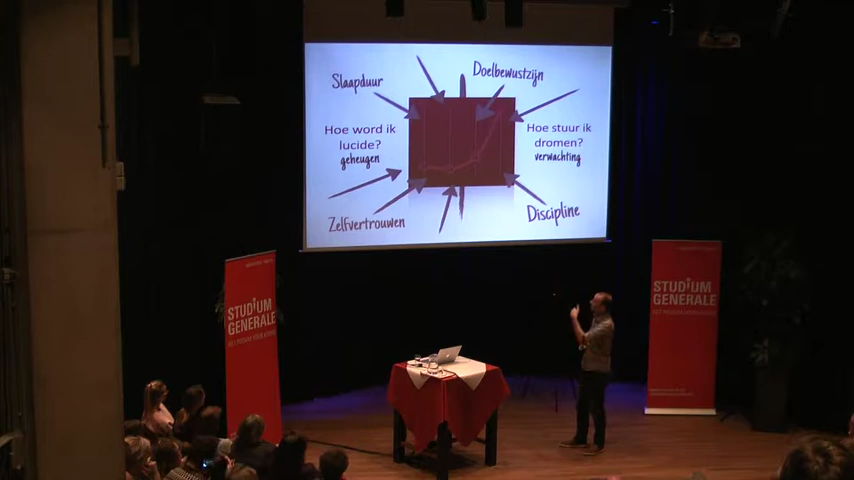 Slaapduur
Doelbewustzijn
Hoe word ik
lucide?
geheugen
Hoe stuur ik
dromen?
verwachting
Zelfvertrouwen
Discipline
STUDIUM
GENERALE
STUDIUM
GENERALE